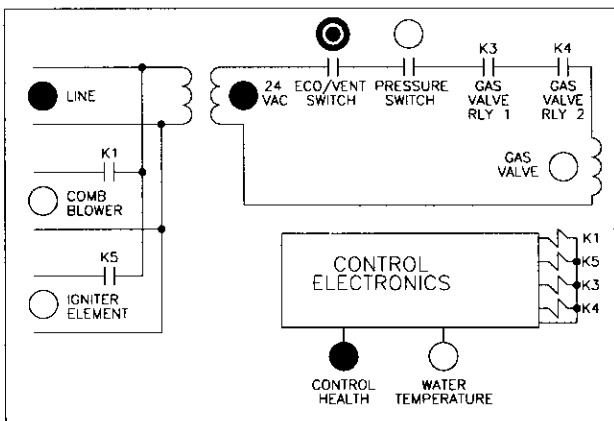 K3 K4
LINE
24 VAC
ECO/VENT SWITCH
PRESSURE SWITCH
GAS VALVE RLY 1
GAS VALVE RLY 2
K1
COMB BLOWER
GAS VALVE
K5
IGNITER ELEMENT
CONTROL ELECTRONICS
K1
K5
K3
K4
CONTROL HEALTH
WATER TEMPERATURE